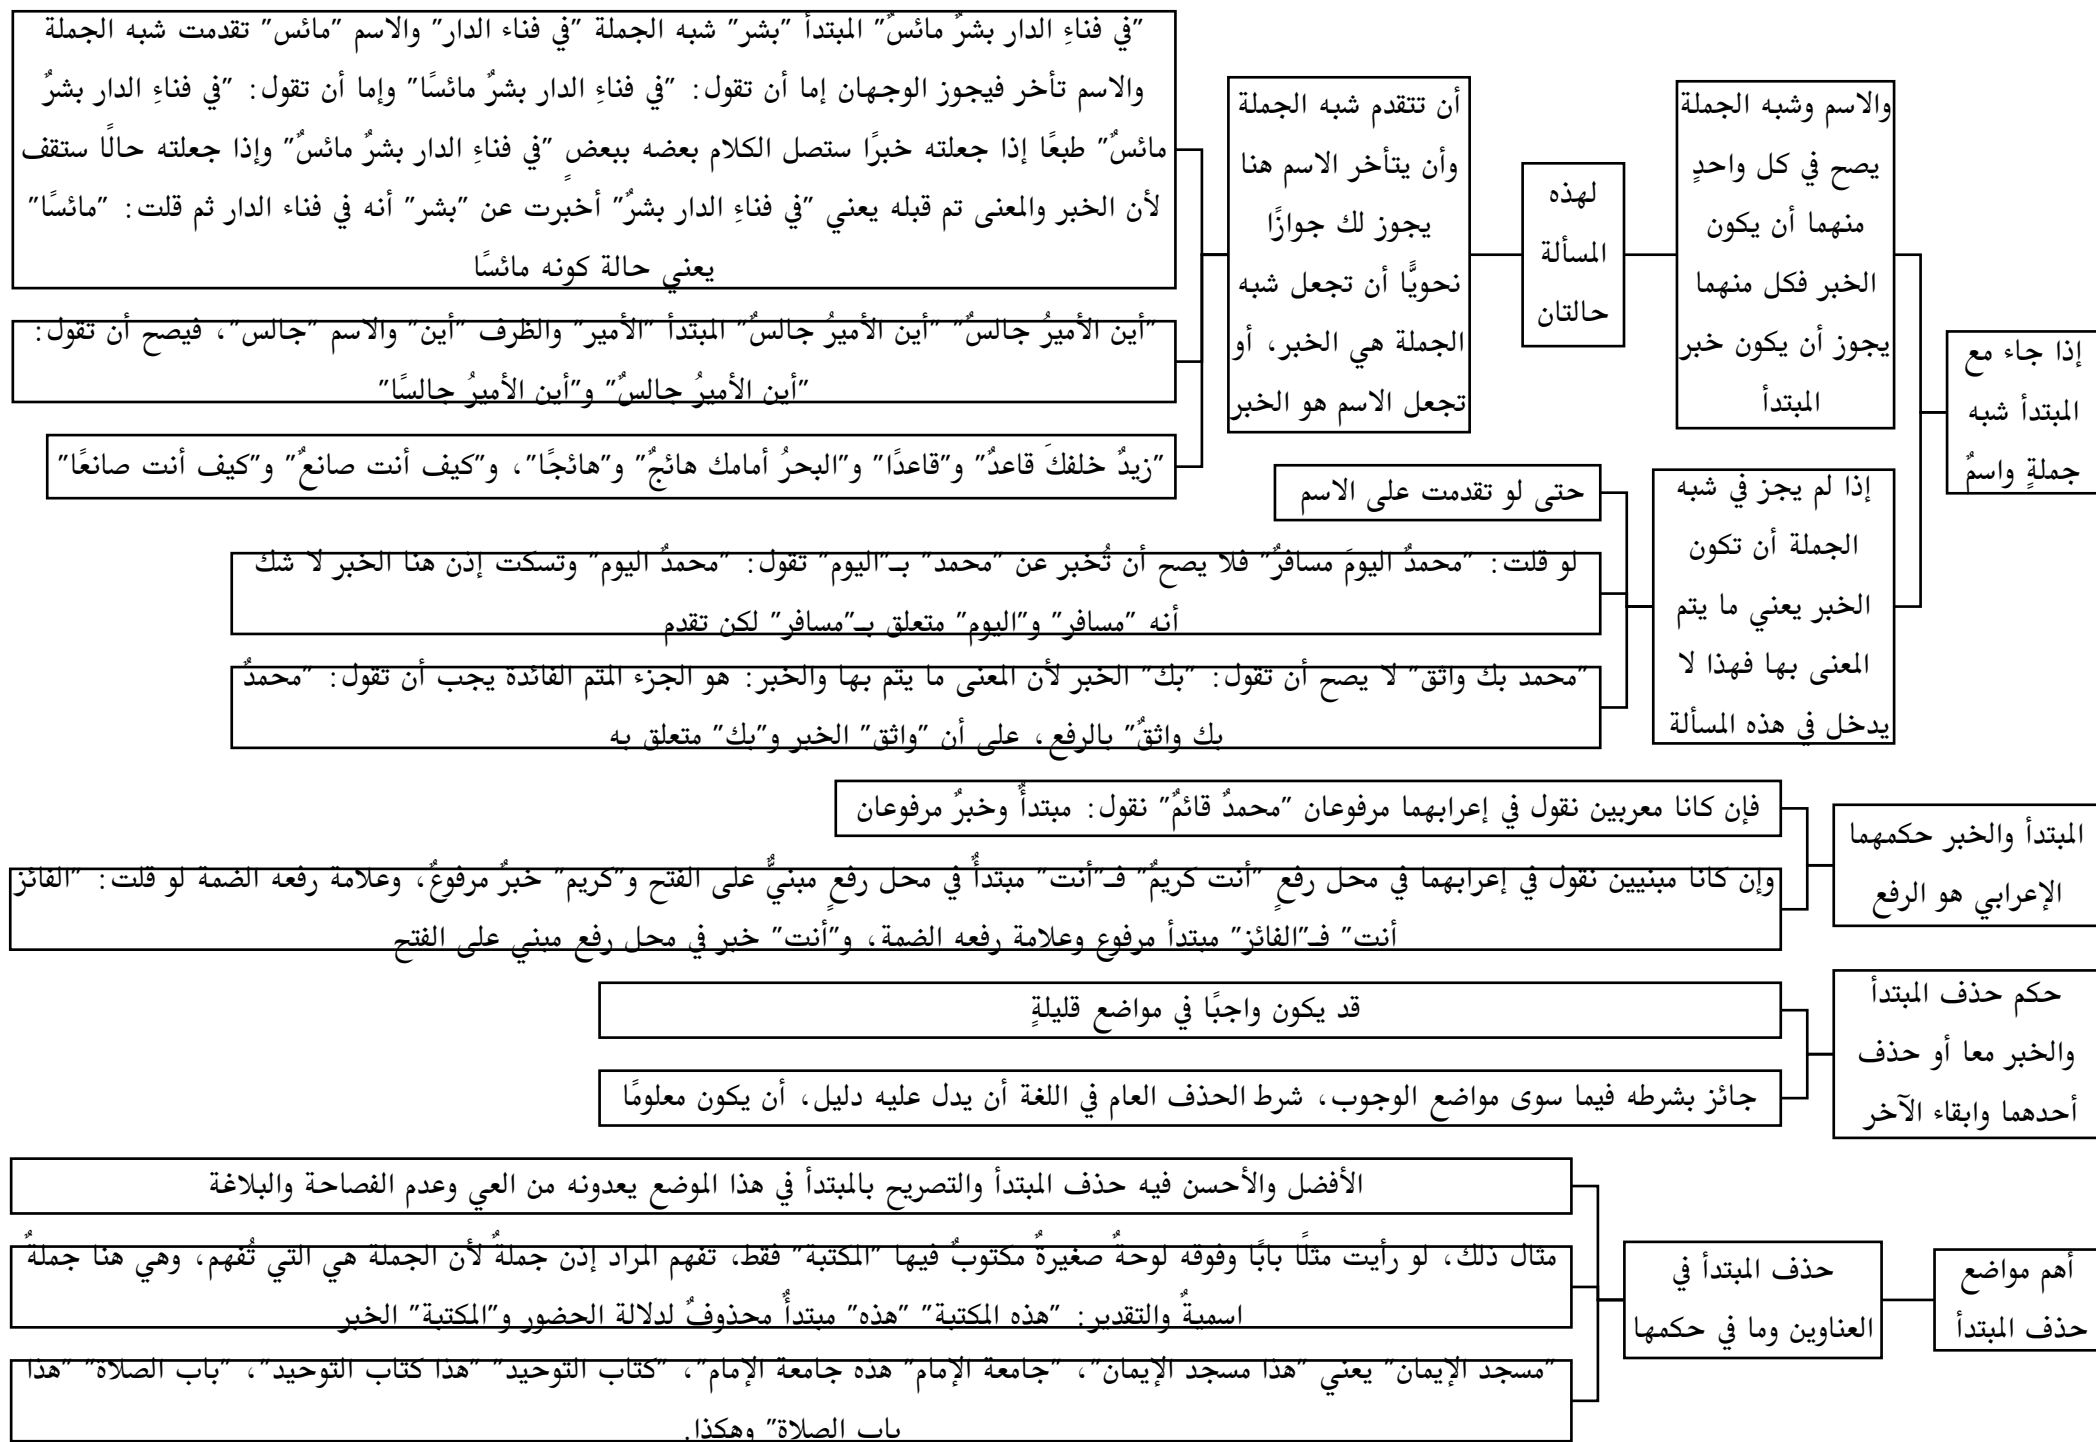 إذا جاء مع
المبتدأ شبه
جملةٍ واسمٌ
والاسم وشبه الجملة
يصح في كل واحدٍ
منهما أن يكون
الخبر فكل منهما
يجوز أن يكون خبر
المبتدأ
لهذه
المسألة
حالتان
أن تتقدم شبه الجملة
وأن يتأخر الاسم هنا
يجوز لك جوازًا
نحويًّا أن تجعل شبه
الجملة هي الخبر، أو
تجعل الاسم هو الخبر
"في فناءِ الدار بشرٌ مائسٌ" المبتدأ "بشر" شبه الجملة "في فناء الدار" والاسم "مائس" تقدمت شبه الجملة
والاسم تأخر فيجوز الوجهان إما أن تقول: "في فناءِ الدار بشرٌ مائسًا" وإما أن تقول: "في فناءِ الدار بشرٌ
مائسٌ" طبعًا إذا جعلته خبرًا ستصل الكلام بعضه ببعضٍ "في فناءِ الدار بشرٌ مائسٌ" وإذا جعلته حالًا ستقف
لأن الخبر والمعنى تم قبله يعني "في فناءِ الدار بشرٌ" أخبرت عن "بشر" أنه في فناء الدار ثم قلت: "مائسًا"
يعني حالة كونه مائسًا
"أين الأميرُ جالسٌ" "أين الأميرُ جالسٌ" المبتدأ "الأمير" والظرف "أين" والاسم "جالس"، فيصح أن تقول:
"أين الأميرُ جالسٌ" و"أين الأميرُ جالسًا"
"زيدٌ خلفكَ قاعدٌ" و"قاعدًا" و"البحرُ أمامك هائجٌ" و"هائجًا"، و"كيف أنت صانعٌ" و"كيف أنت صانعًا"
إذا لم يجز في شبه
الجملة أن تكون
الخبر يعني ما يتم
المعنى بها فهذا لا
يدخل في هذه المسألة
حتى لو تقدمت على الاسم
لو قلت: "محمدٌ اليومَ مسافرٌ" فلا يصح أن تُخبر عن "محمد" بـ"اليوم" تقول: "محمدٌ اليوم" وتسكت إذن هنا الخبر لا شك
أنه "مسافر" و"اليوم" متعلق بـ"مسافر" لكن تقدم
"محمد بك واثق" لا يصح أن تقول: "بك" الخبر لأن المعنى ما يتم بها والخبر: هو الجزء المتم الفائدة يجب أن تقول: "محمدٌ
بك واثقٌ" بالرفع، على أن "واثق" الخبر و"بك" متعلق به
المبتدأ والخبر حكمهما
الإعرابي هو الرفع
فإن كانا معربين نقول في إعرابهما مرفوعان "محمدٌ قائمٌ" نقول: مبتدأٌ وخبرٌ مرفوعان
وإن كانا مبنيين نقول في إعرابهما في محل رفعٍ "أنت كريمٌ" فـ"أنت" مبتدأٌ في محل رفعٍ مبنيٌّ على الفتح و"كريم" خبرٌ مرفوعٌ، وعلامة رفعه الضمة لو قلت: "الفائز
أنت" فـ"الفائز" مبتدأ مرفوع وعلامة رفعه الضمة، و"أنت" خبر في محل رفع مبني على الفتح
حكم حذف المبتدأ
والخبر معا أو حذف
أحدهما وابقاء الآخر
قد يكون واجبًا في مواضع قليلةٍ
جائز بشرطه فيما سوى مواضع الوجوب، شرط الحذف العام في اللغة أن يدل عليه دليل، أن يكون معلومًا
أهم مواضع
حذف المبتدأ
حذف المبتدأ في
العناوين وما في حكمها
الأفضل والأحسن فيه حذف المبتدأ والتصريح بالمبتدأ في هذا الموضع يعدونه من العي وعدم الفصاحة والبلاغة
مثال ذلك، لو رأيت مثلًا بابًا وفوقه لوحةٌ صغيرةٌ مكتوبٌ فيها "المكتبة" فقط، تفهم المراد إذن جملةٌ لأن الجملة هي التي تُفهم، وهي هنا جملةٌ
اسميةٌ والتقدير: "هذه المكتبة" "هذه" مبتدأٌ محذوفٌ لدلالة الحضور و"المكتبة" الخبر
"مسجد الإيمان" يعني "هذا مسجد الإيمان"، "جامعة الإمام" هذه جامعة الإمام"، "كتاب التوحيد" "هذا كتاب التوحيد"، "باب الصلاة" "هذا
باب الصلاة" وهكذا.